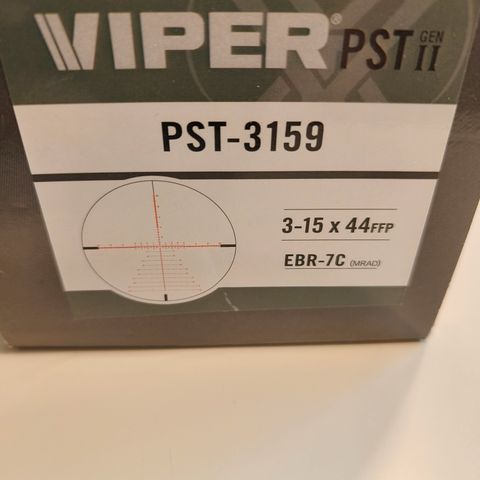 VIPER® PST GEN II
PST-3159
3-15 x 44 FFP
EBR-7C (MRAD)